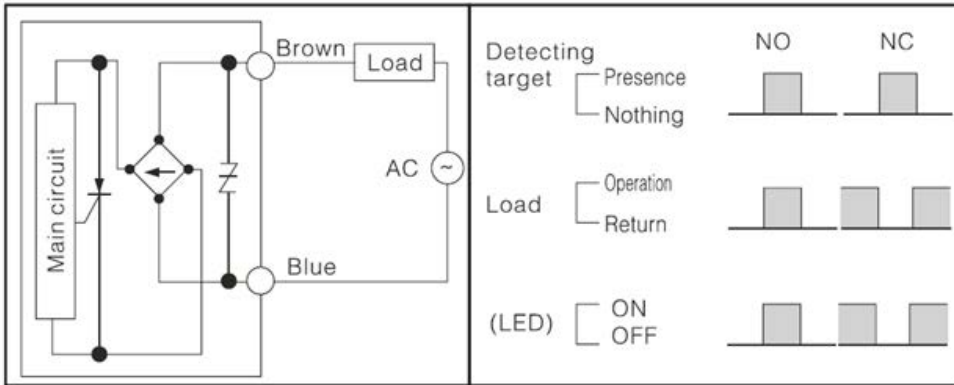 Main circuit
Brown
Load
AC
~
Blue
NO NC
Detecting
target
Presence
Nothing
Load
Operation
Return
(LED)
ON
OFF